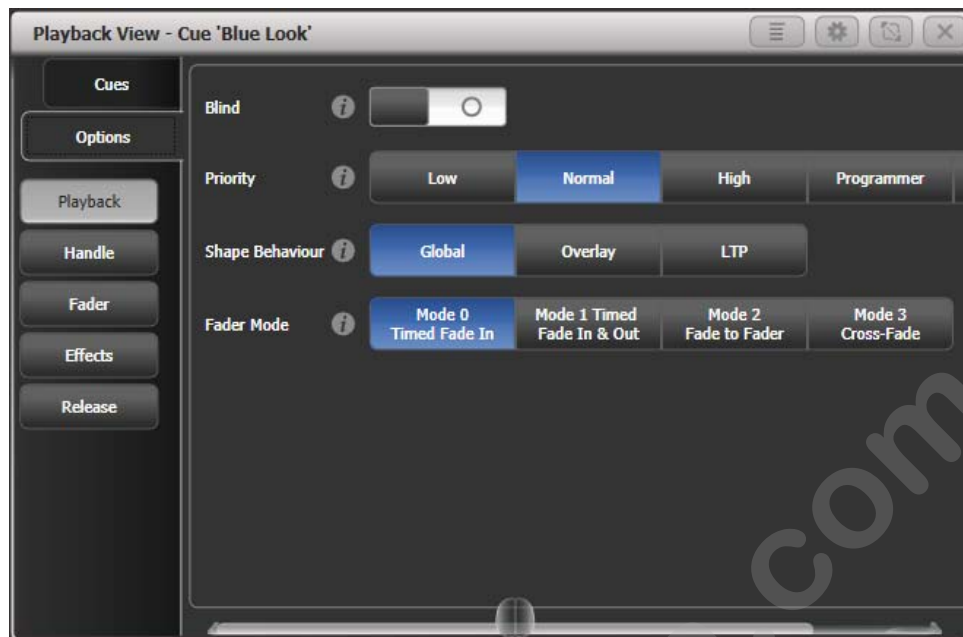 Playback View - Cue 'Blue Look'
Cues
Options
Playback
Handle
Fader
Effects
Release
Blind
Priority
Low
Normal
High
Programmer
Shape Behaviour
Global
Overlay
LTP
Fader Mode
Mode 0
Timed Fade In
Mode 1 Timed
Fade In & Out
Mode 2
Fade to Fader
Mode 3
Cross-Fade
com